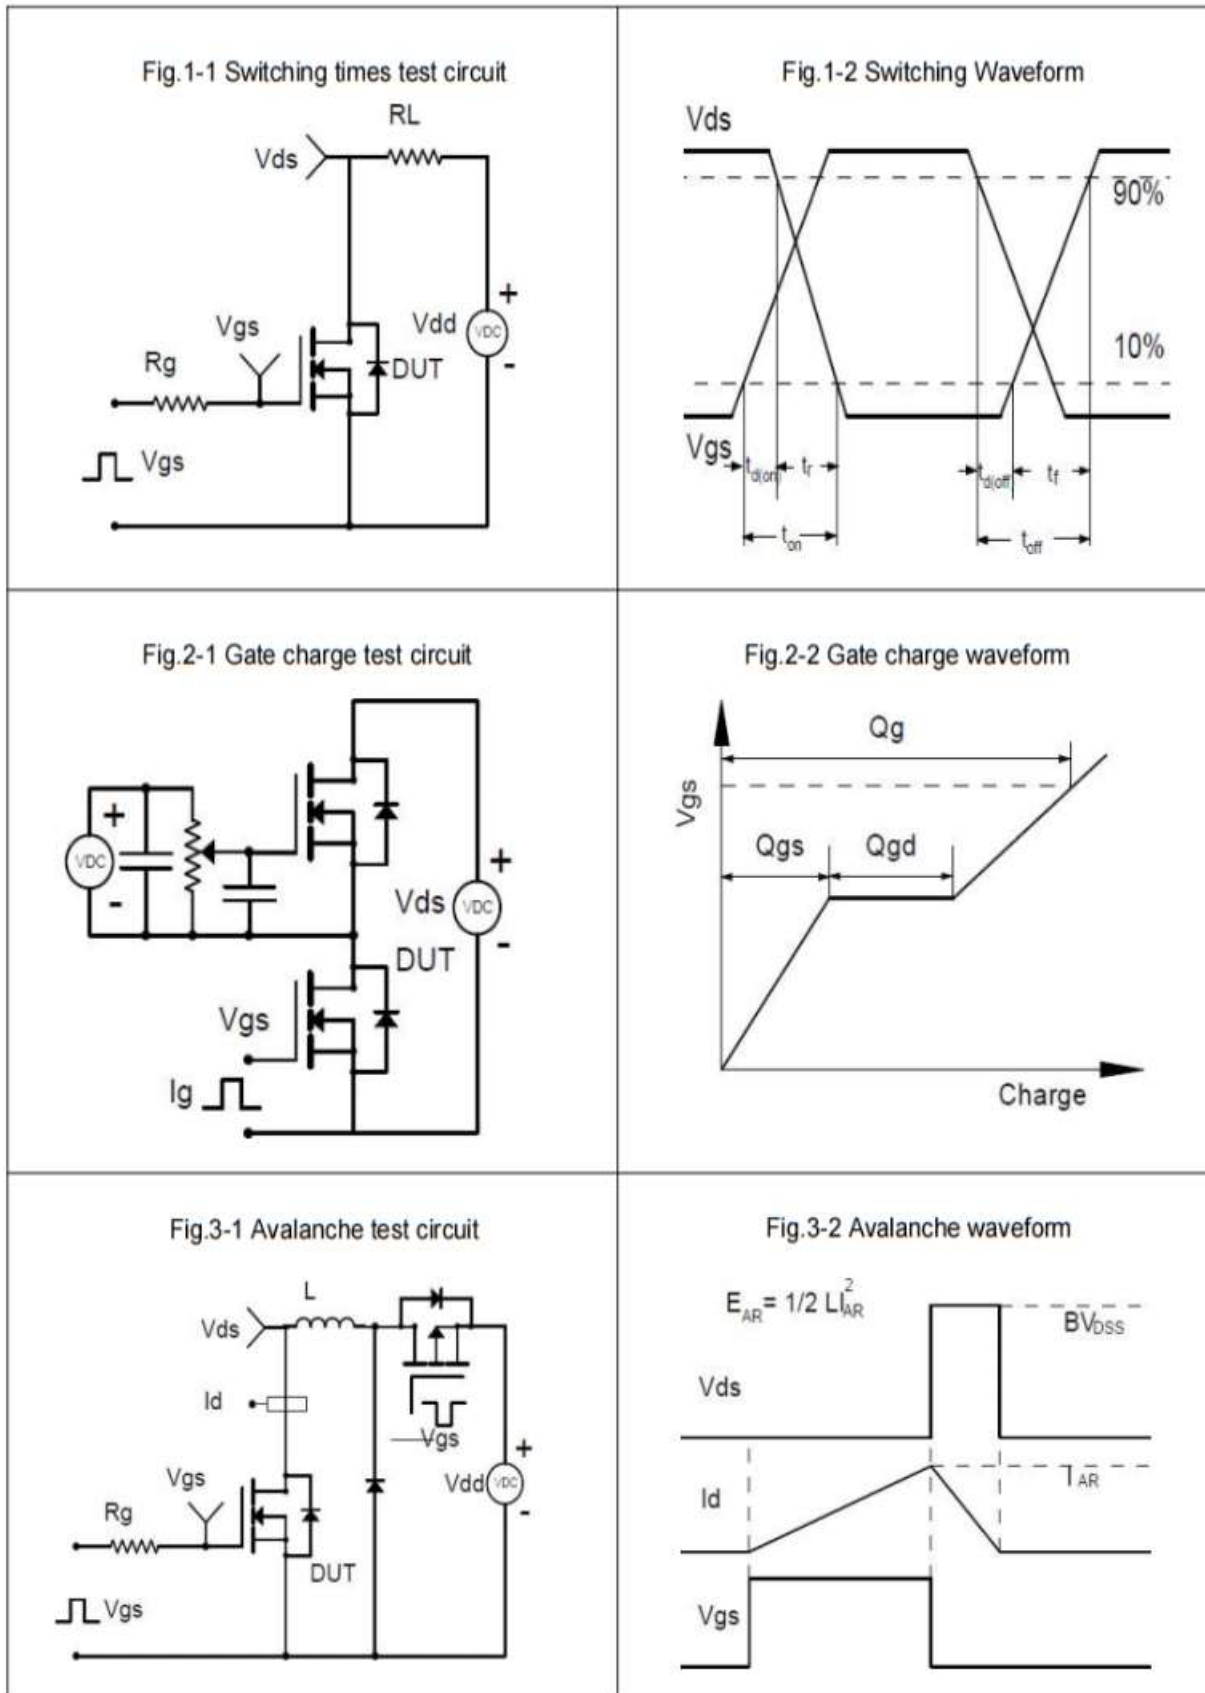 Fig.1-1 Switching times test circuit
RL
Vds
Vgs
Vdd
VDC
+
-
Rg
DUT
Vgs
Fig.1-2 Switching Waveform
Vds
90%
10%
Vgs
td(on)
tr
td(off
tf
ton
toff
Fig.2-1 Gate charge test circuit
+
VDC
-
+
Vds
VDC
-
DUT
Vgs
Ig
Fig.2-2 Gate charge waveform
Qg
Vgs
Qgs
Qgd
Charge
Fig.3-1 Avalanche test circuit
L
Vds
Id
Vgs
+
Vgs
Vdd
VDC
-
Rg
DUT
Vgs
Fig.3-2 Avalanche waveform
EAR= 1/2 LI²AR
BVDSS
Vds
IAR
Id
Vgs